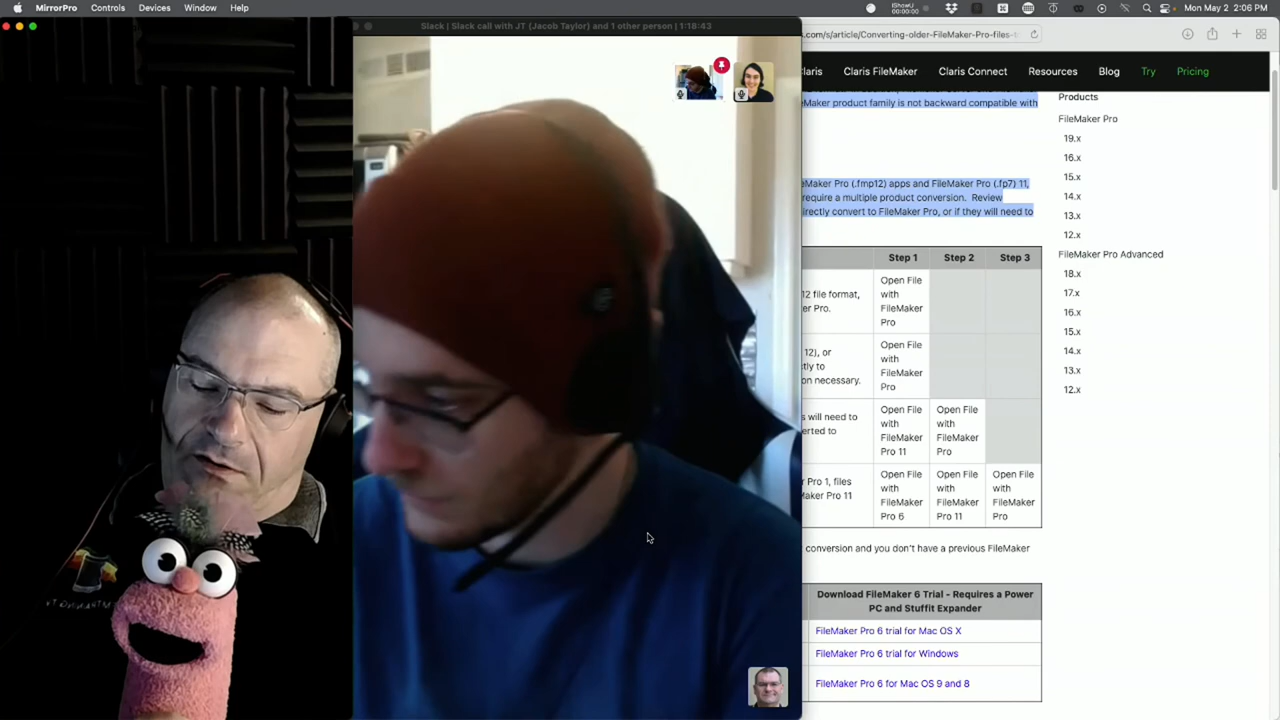 MirrorPro Controls Devices Window Help
iShowU
00:00:00
Mon May 2 2:06 PM
Slack | Slack call with JT (Jacob Taylor) and 1 other person | 1:18:43
com/s/article/Converting-older-FileMaker-Pro-files-t
Claris FileMaker Claris Connect Resources Blog Try Pricing
eMaker product family is not backward compatible with
eMaker Pro (.fmp12) apps and FileMaker Pro (.fp7) 11,
require a multiple product conversion. Review
directly convert to FileMaker Pro, or if they will need to
Step 1 Step 2 Step 3
12 file format,
er Pro.
Open File
with
FileMaker
Pro
12), or
ctly to
on necessary.
Open File
with
FileMaker
Pro
s will need to
erted to
Open File
with
FileMaker
Pro 11
Open File
with
FileMaker
Pro
r Pro 1, files
Maker Pro 11
Open File
with
FileMaker
Pro 6
Open File
with
FileMaker
Pro 11
Open File
with
FileMaker
Pro
conversion and you don't have a previous FileMaker
Download FileMaker 6 Trial - Requires a Power
PC and Stuffit Expander
FileMaker Pro 6 trial for Mac OS X
FileMaker Pro 6 trial for Windows
FileMaker Pro 6 for Mac OS 9 and 8
Products
FileMaker Pro
19.x
16.x
15.x
14.x
13.x
12.x
FileMaker Pro Advanced
18.x
17.x
16.x
15.x
14.x
13.x
12.x